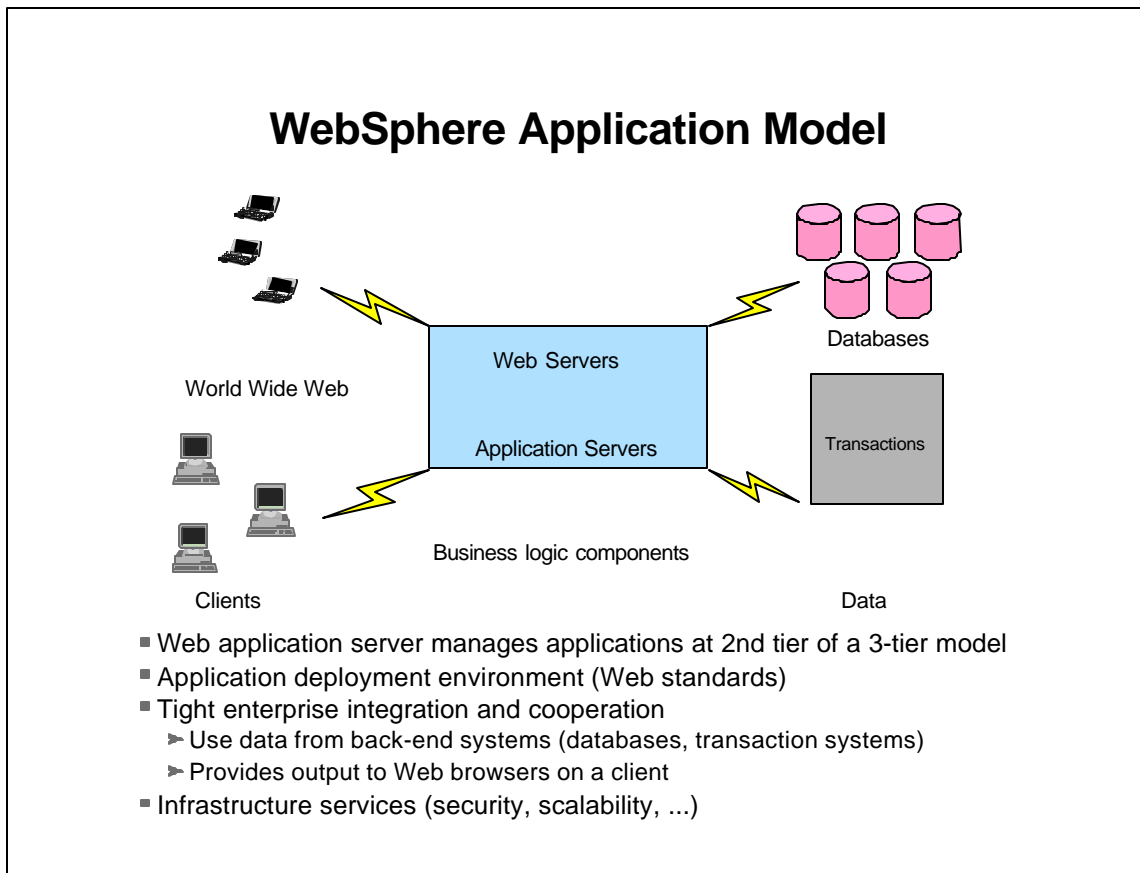 WebSphere Application Model
Databases
Web Servers
World Wide Web
Application Servers
Transactions
Business logic components
Clients
Data
Web application server manages applications at 2nd tier of a 3-tier model
Application deployment environment (Web standards)
Tight enterprise integration and cooperation
Use data from back-end systems (databases, transaction systems)
Provides output to Web browsers on a client
Infrastructure services (security, scalability, ...)